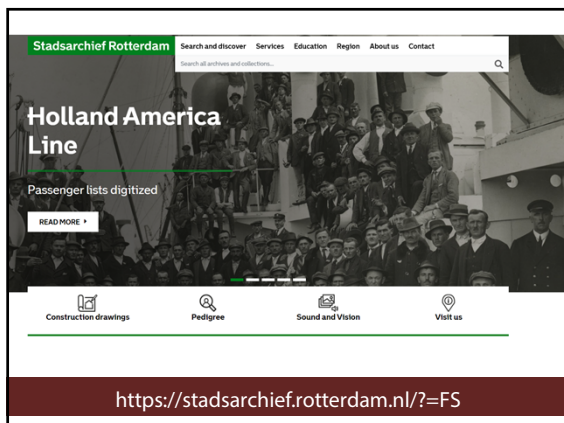 Stadsarchief Rotterdam
Search and discover Services Education Region About us Contact
Search all archives and collections...
Holland America
Line
Passenger lists digitized
READ MORE
Construction drawings Pedigree Sound and Vision Visit us
https://stadsarchief.rotterdam.nl/?=FS